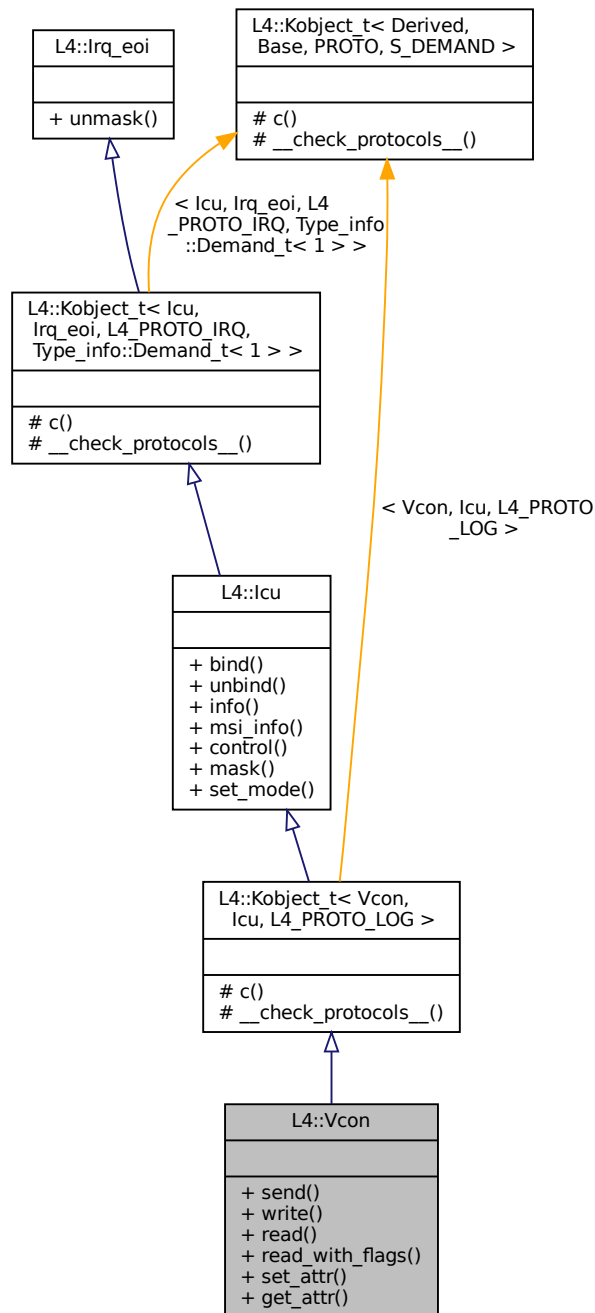 L4::Irq_eoi
+ unmask()
L4::Kobject_t< Derived,
Base, PROTO, S_DEMAND >
# c()
# __check_protocols__()
< Icu, Irq_eoi, L4
_PROTO_IRQ, Type_info
::Demand_t< 1 > >
L4::Kobject_t< Icu,
Irq_eoi, L4_PROTO_IRQ,
Type_info::Demand_t< 1 > >
# c()
# __check_protocols__()
< Vcon, Icu, L4_PROTO
_LOG >
L4::Icu
+ bind()
+ unbind()
+ info()
+ msi_info()
+ control()
+ mask()
+ set_mode()
L4::Kobject_t< Vcon,
Icu, L4_PROTO_LOG >
# c()
# __check_protocols__()
L4::Vcon
+ send()
+ write()
+ read()
+ read_with_flags()
+ set_attr()
+ get_attr()